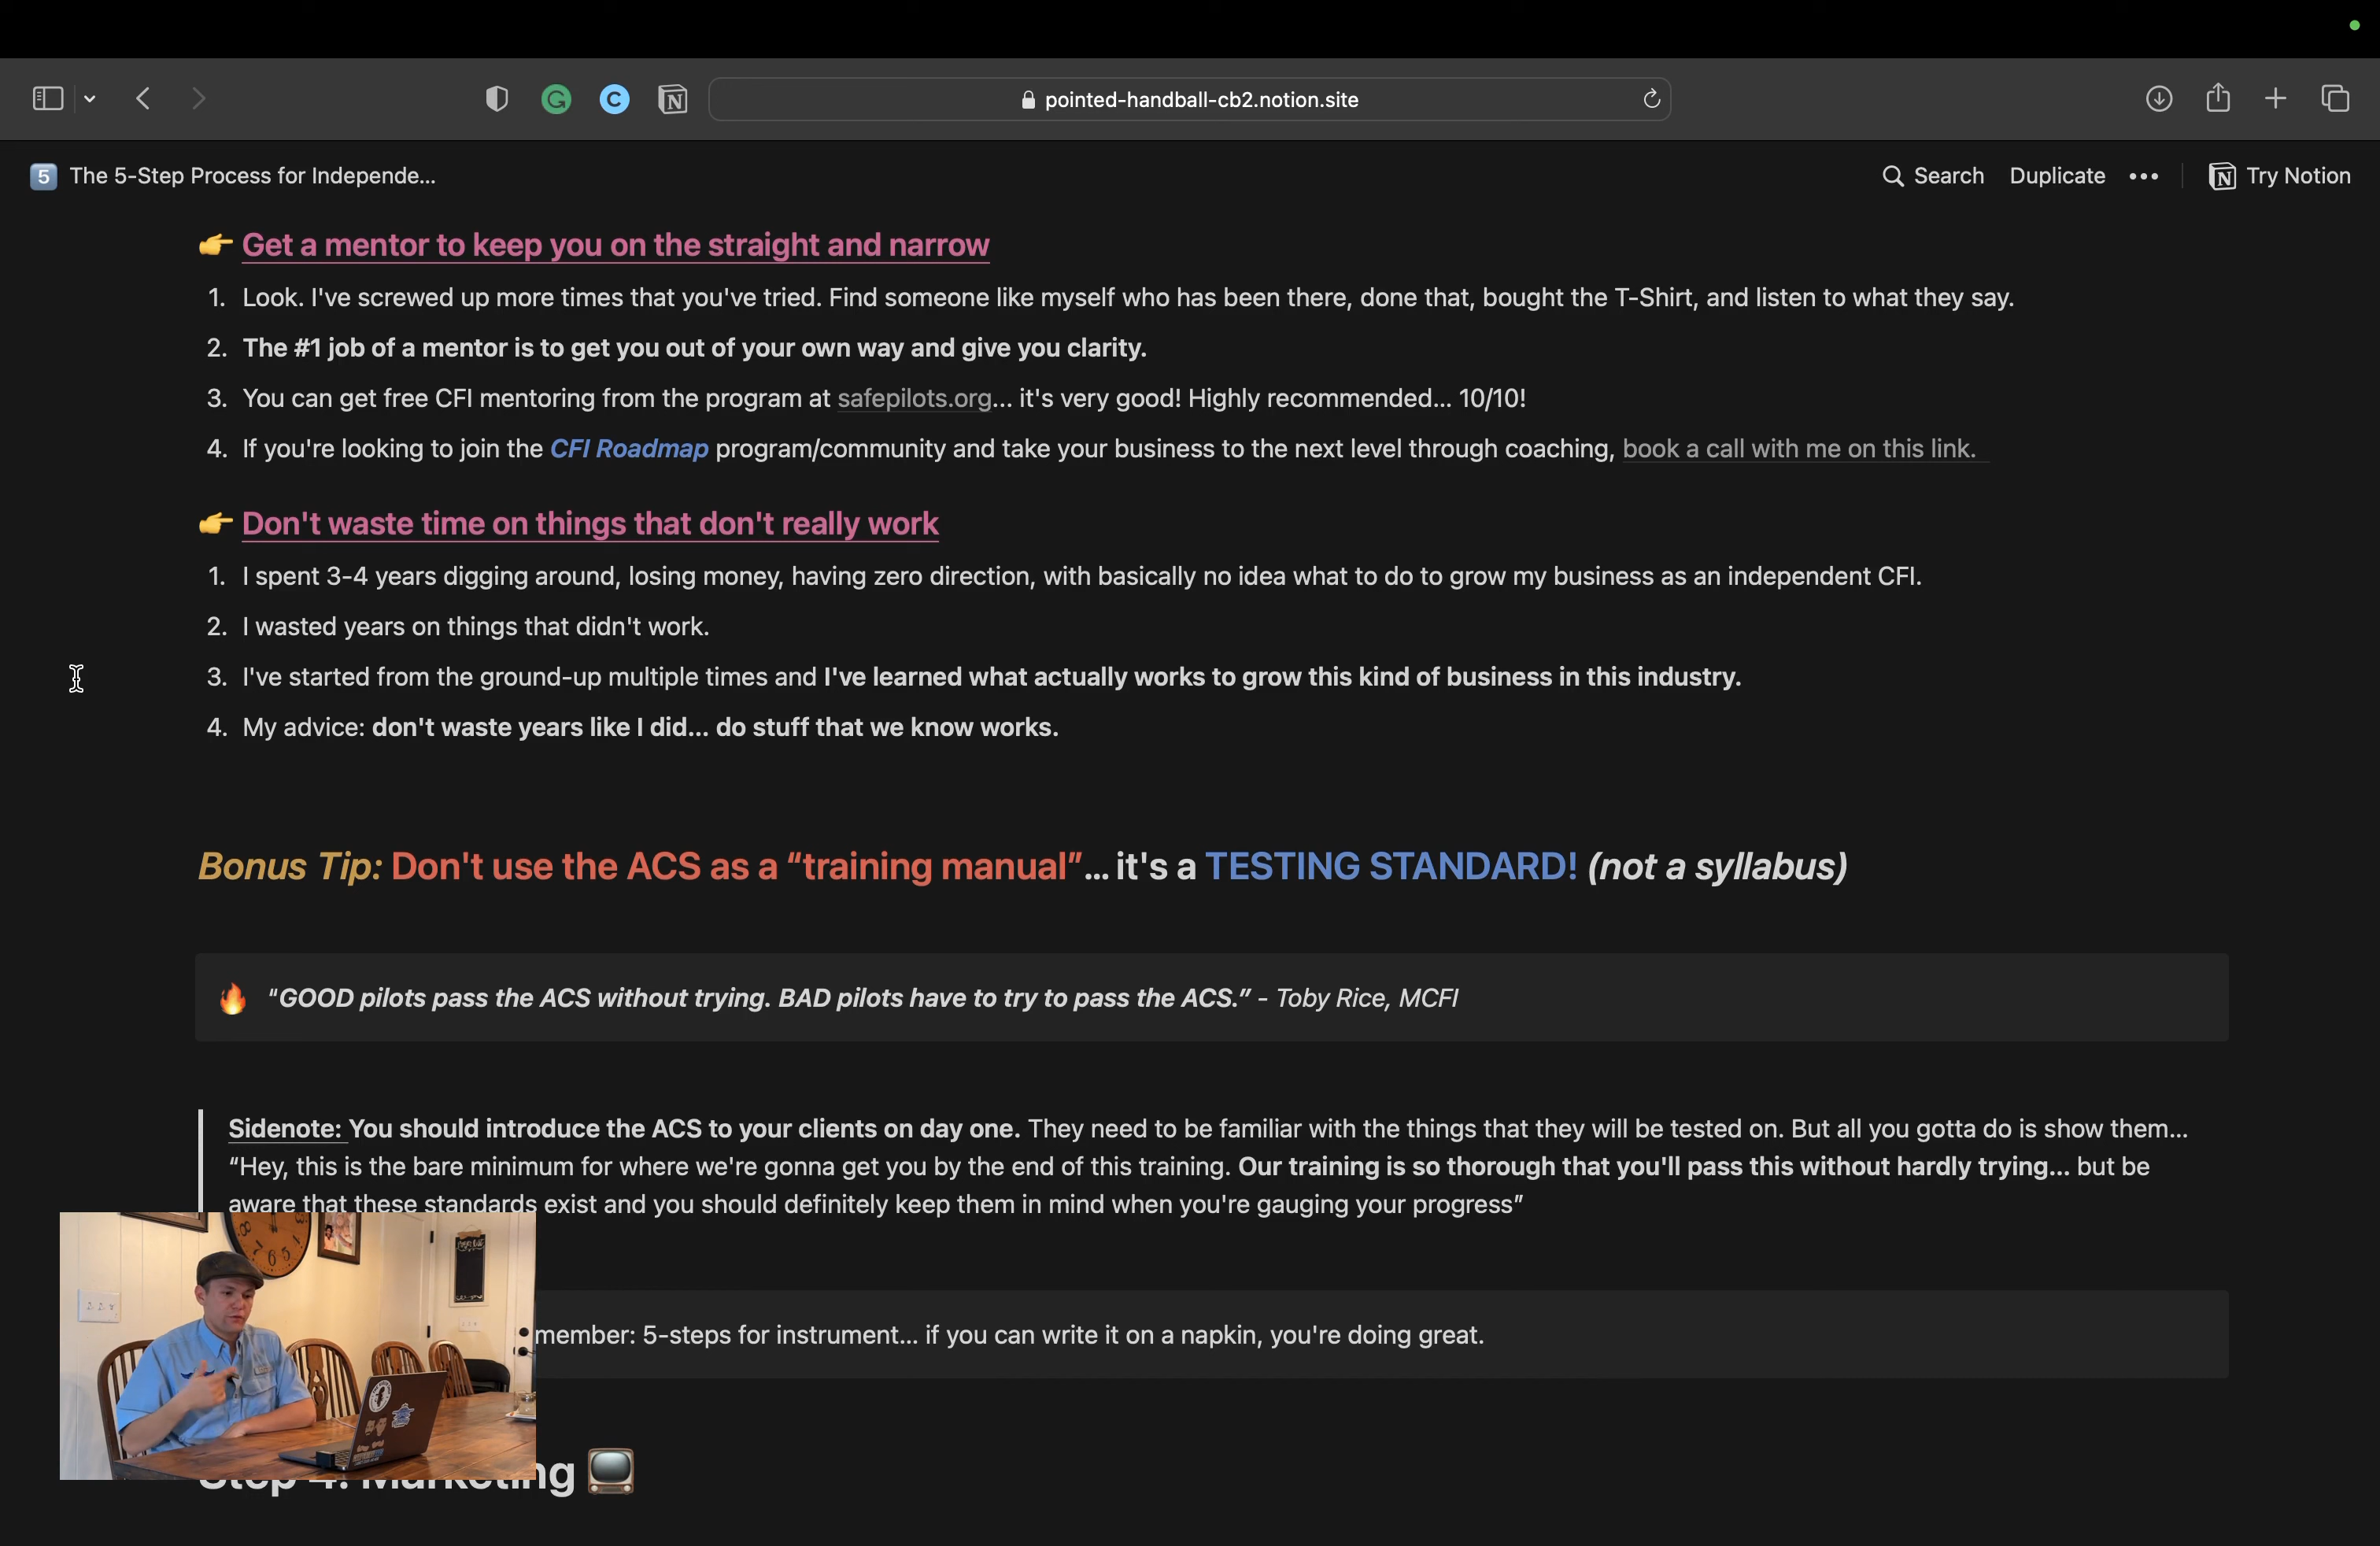 pointed-handball-cb2.notion.site
5 The 5-Step Process for Independe...
Search Duplicate ••• Try Notion
👉 Get a mentor to keep you on the straight and narrow
1. Look. I've screwed up more times that you've tried. Find someone like myself who has been there, done that, bought the T-Shirt, and listen to what they say.
2. The #1 job of a mentor is to get you out of your own way and give you clarity.
3. You can get free CFI mentoring from the program at safepilots.org... it's very good! Highly recommended... 10/10!
4. If you're looking to join the CFI Roadmap program/community and take your business to the next level through coaching, book a call with me on this link.
👉 Don't waste time on things that don't really work
1. I spent 3-4 years digging around, losing money, having zero direction, with basically no idea what to do to grow my business as an independent CFI.
2. I wasted years on things that didn't work.
3. I've started from the ground-up multiple times and I've learned what actually works to grow this kind of business in this industry.
4. My advice: don't waste years like I did... do stuff that we know works.
Bonus Tip: Don't use the ACS as a “training manual”... it's a TESTING STANDARD! (not a syllabus)
🔥 "GOOD pilots pass the ACS without trying. BAD pilots have to try to pass the ACS.” - Toby Rice, MCFI
Sidenote: You should introduce the ACS to your clients on day one. They need to be familiar with the things that they will be tested on. But all you gotta do is show them...
“Hey, this is the bare minimum for where we're gonna get you by the end of this training. Our training is so thorough that you'll pass this without hardly trying... but be
aware that these standards exist and you should definitely keep them in mind when you're gauging your progress”
member: 5-steps for instrument... if you can write it on a napkin, you're doing great.
Step 4: Marketing 📺